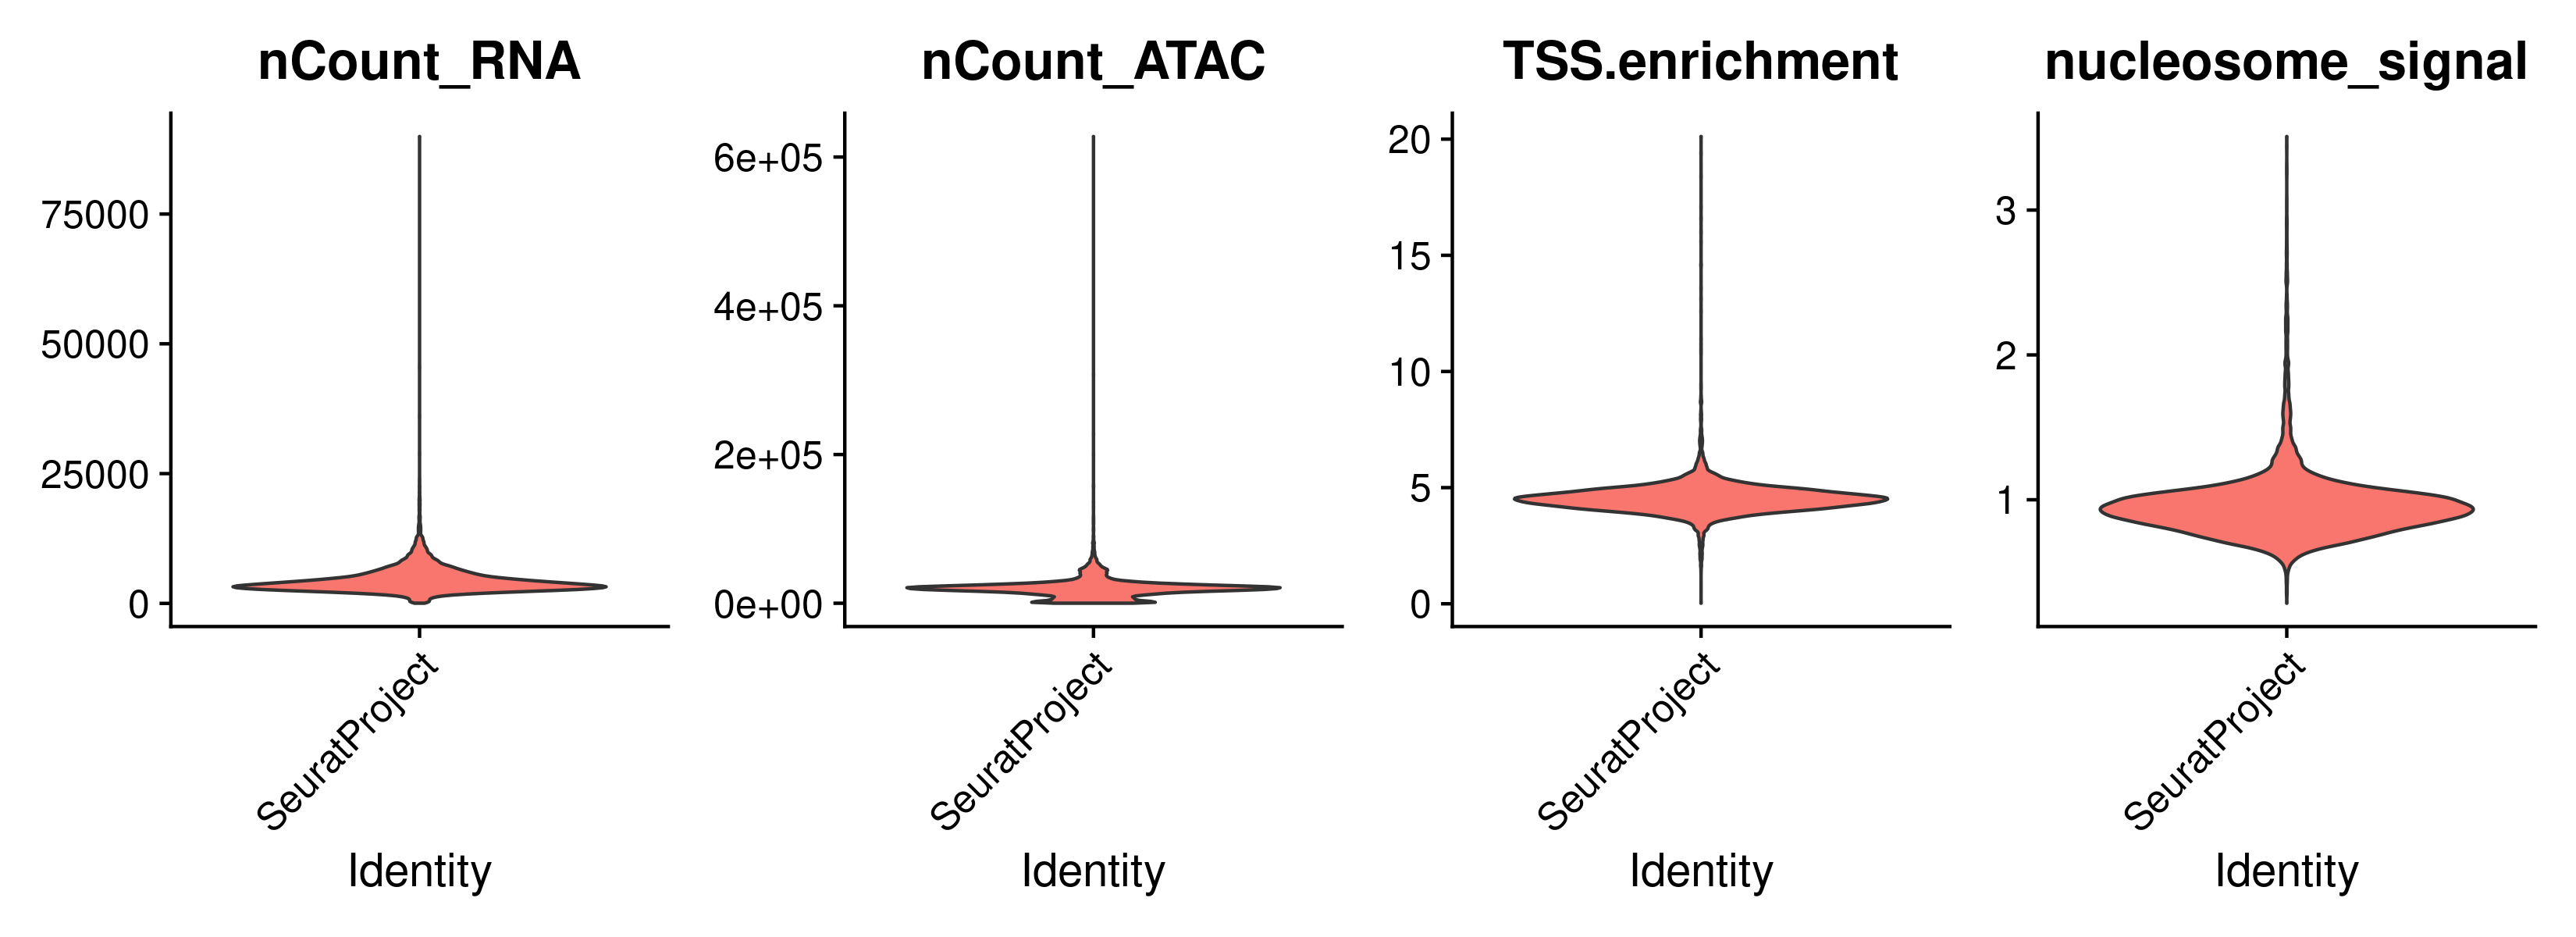 nCount_RNA
75000
50000
25000
0
SeuratProject
Identity
nCount_ATAC
6e+05
4e+05
2e+05
0e+00
SeuratProject
Identity
TSS.enrichment
20
15
10
5
0
SeuratProject
Identity
nucleosome_signal
3
2
1
SeuratProject
Identity